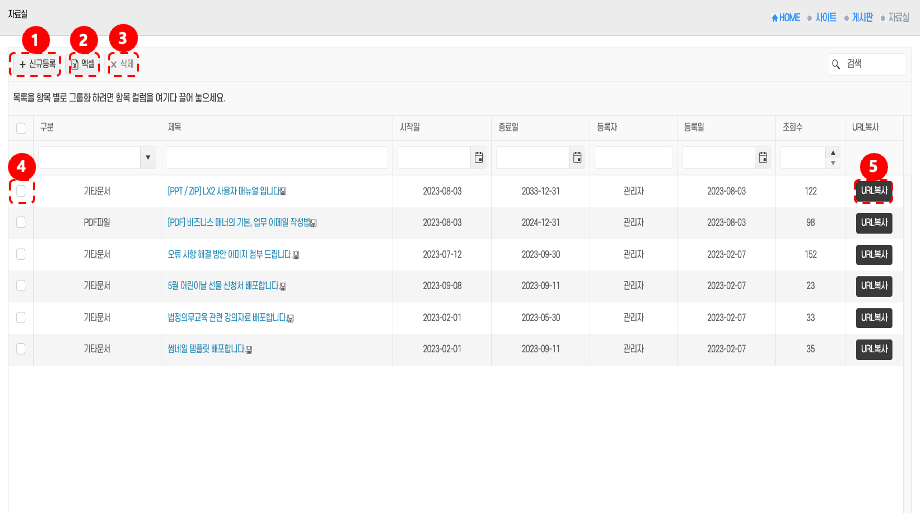 자료실
HOME 사이트 게시판 자료실
1 2 3
+ 신규등록 엑셀 × 삭제 검색
목록을 항목 별로 그룹화 하려면 항목 컬럼을 여기다 끌어 놓으세요.
구분 제목 시작일 종료일 등록자 등록일 조회수 URL복사
4 5
기타문서 [PPT / ZIP] LX2 사용자 매뉴얼 입니다 2023-08-03 2033-12-31 관리자 2023-08-03 122 URL복사
PDF파일 [PDF] 비즈니스 매너의 기본, 업무 이메일 작성법 2023-08-03 2024-12-31 관리자 2023-08-03 98 URL복사
기타문서 오류 사항 해결 방안 이미지 첨부 드립니다. 2023-07-12 2023-09-30 관리자 2023-02-07 152 URL복사
기타문서 5월 어린이날 선물 신청서 배포합니다. 2023-09-08 2023-09-11 관리자 2023-02-07 23 URL복사
기타문서 법정의무교육 관련 강의자료 배포합니다. 2023-02-01 2023-05-30 관리자 2023-02-07 33 URL복사
기타문서 썸네일 템플릿 배포합니다. 2023-02-01 2023-09-11 관리자 2023-02-07 35 URL복사